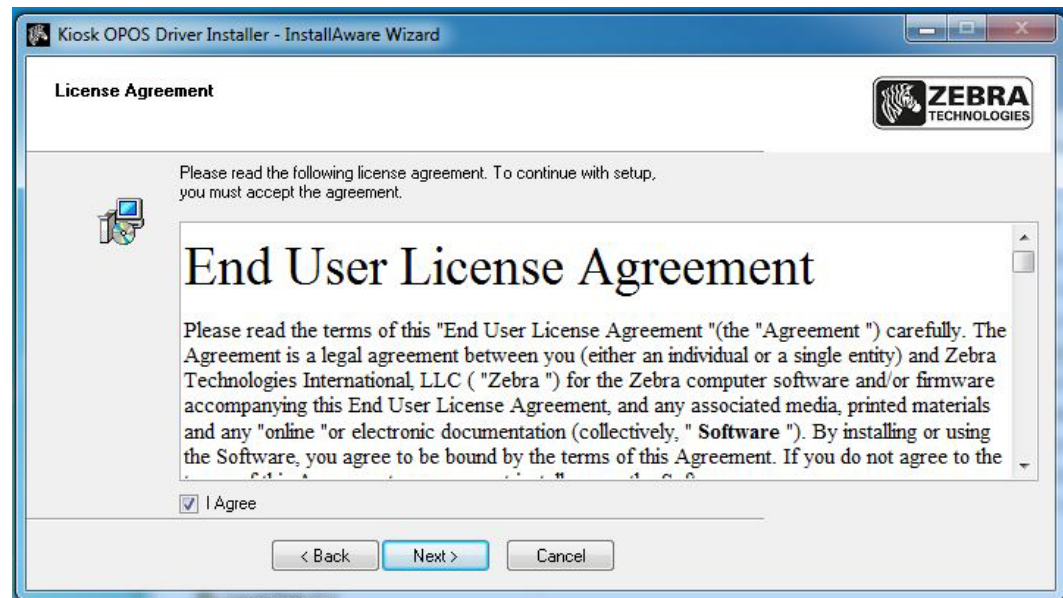 Kiosk OPOS Driver Installer - InstallAware Wizard
License Agreement
ZEBRA
TECHNOLOGIES
Please read the following license agreement. To continue with setup,
you must accept the agreement.
End User License Agreement
Please read the terms of this "End User License Agreement "(the "Agreement ") carefully. The
Agreement is a legal agreement between you (either an individual or a single entity) and Zebra
Technologies International, LLC ( "Zebra ") for the Zebra computer software and/or firmware
accompanying this End User License Agreement, and any associated media, printed materials
and any "online "or electronic documentation (collectively, " Software "). By installing or using
the Software, you agree to be bound by the terms of this Agreement. If you do not agree to the
I Agree
< Back
Next >
Cancel